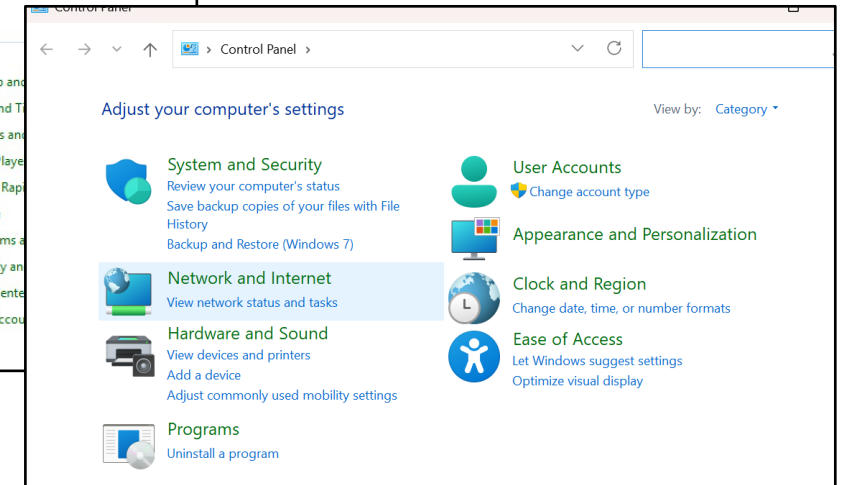 Control Panel
Control Panel
Adjust your computer's settings
View by: Category
System and Security
Review your computer's status
Save backup copies of your files with File
History
Backup and Restore (Windows 7)
Network and Internet
View network status and tasks
Hardware and Sound
View devices and printers
Add a device
Adjust commonly used mobility settings
Programs
Uninstall a program
User Accounts
Change account type
Appearance and Personalization
Clock and Region
Change date, time, or number formats
Ease of Access
Let Windows suggest settings
Optimize visual display